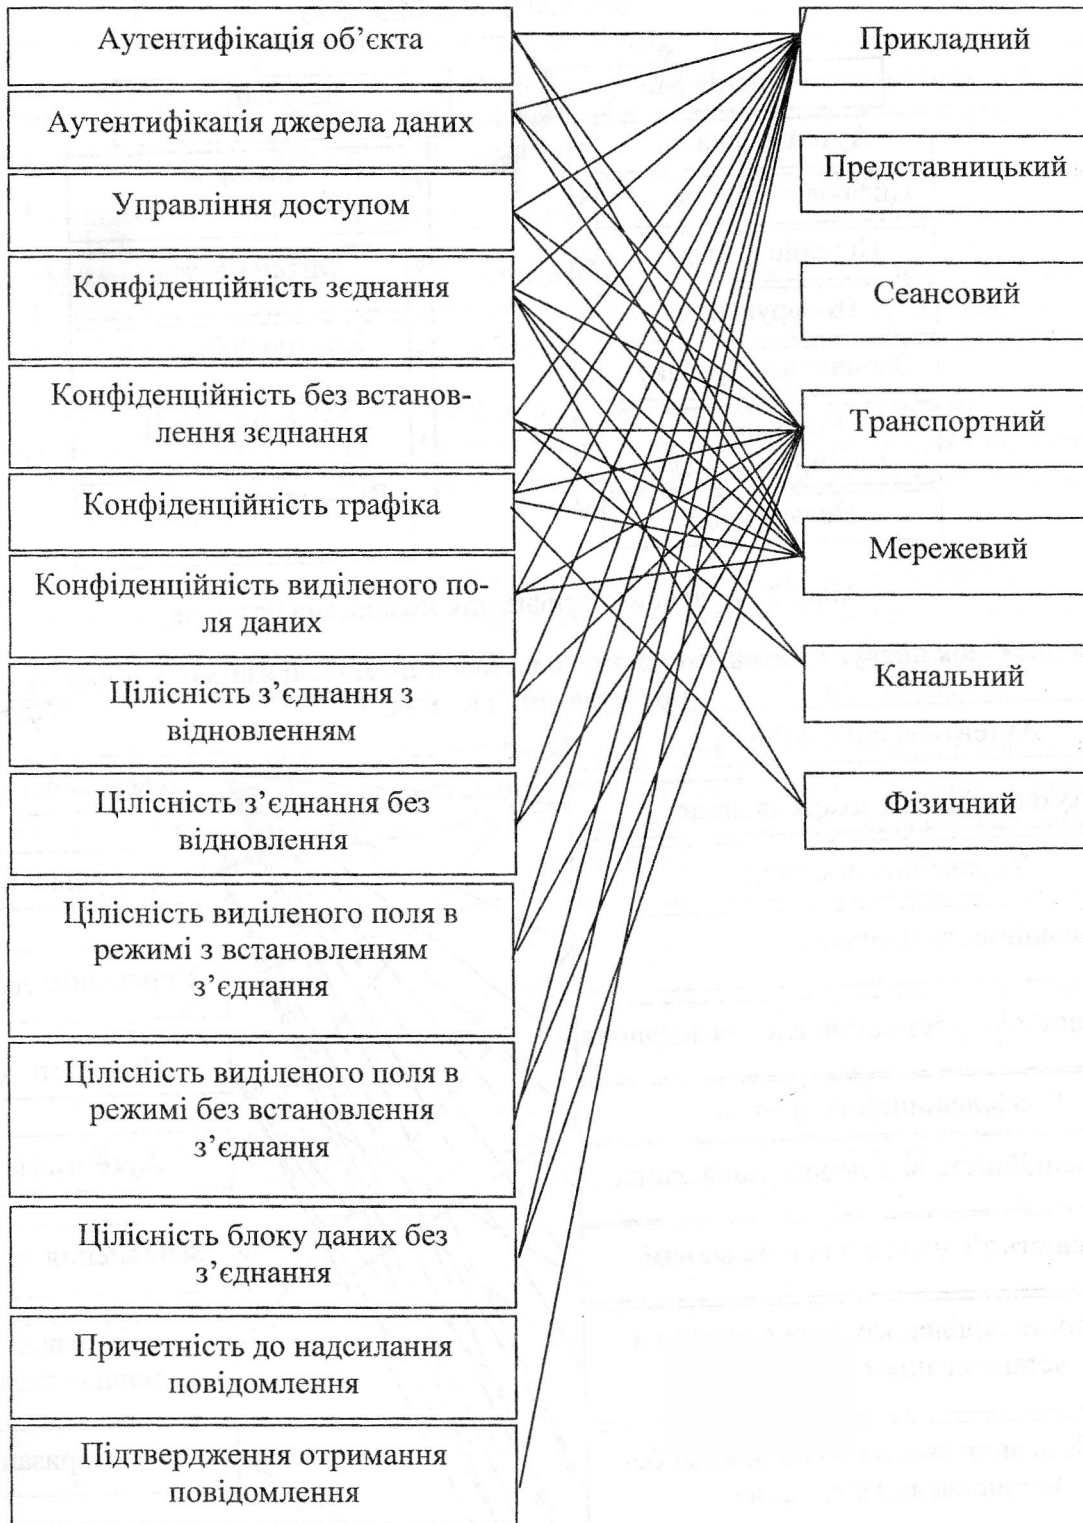 Аутентифікація об’єкта
Аутентифікація джерела даних
Управління доступом
Конфіденційність зєднання
Конфіденційність без встанов-
лення зєднання
Конфіденційність трафіка
Конфіденційність виділеного по-
ля даних
Цілісність з’єднання з
відновленням
Цілісність з’єднання без
відновлення
Цілісність виділеного поля в
режимі з встановленням
з’єднання
Цілісність виділеного поля в
режимі без встановлення
з’єднання
Цілісність блоку даних без
з’єднання
Причетність до надсилання
повідомлення
Підтвердження отримання
повідомлення
Прикладний
Представницький
Сеансовий
Транспортний
Мережевий
Канальний
Фізичний